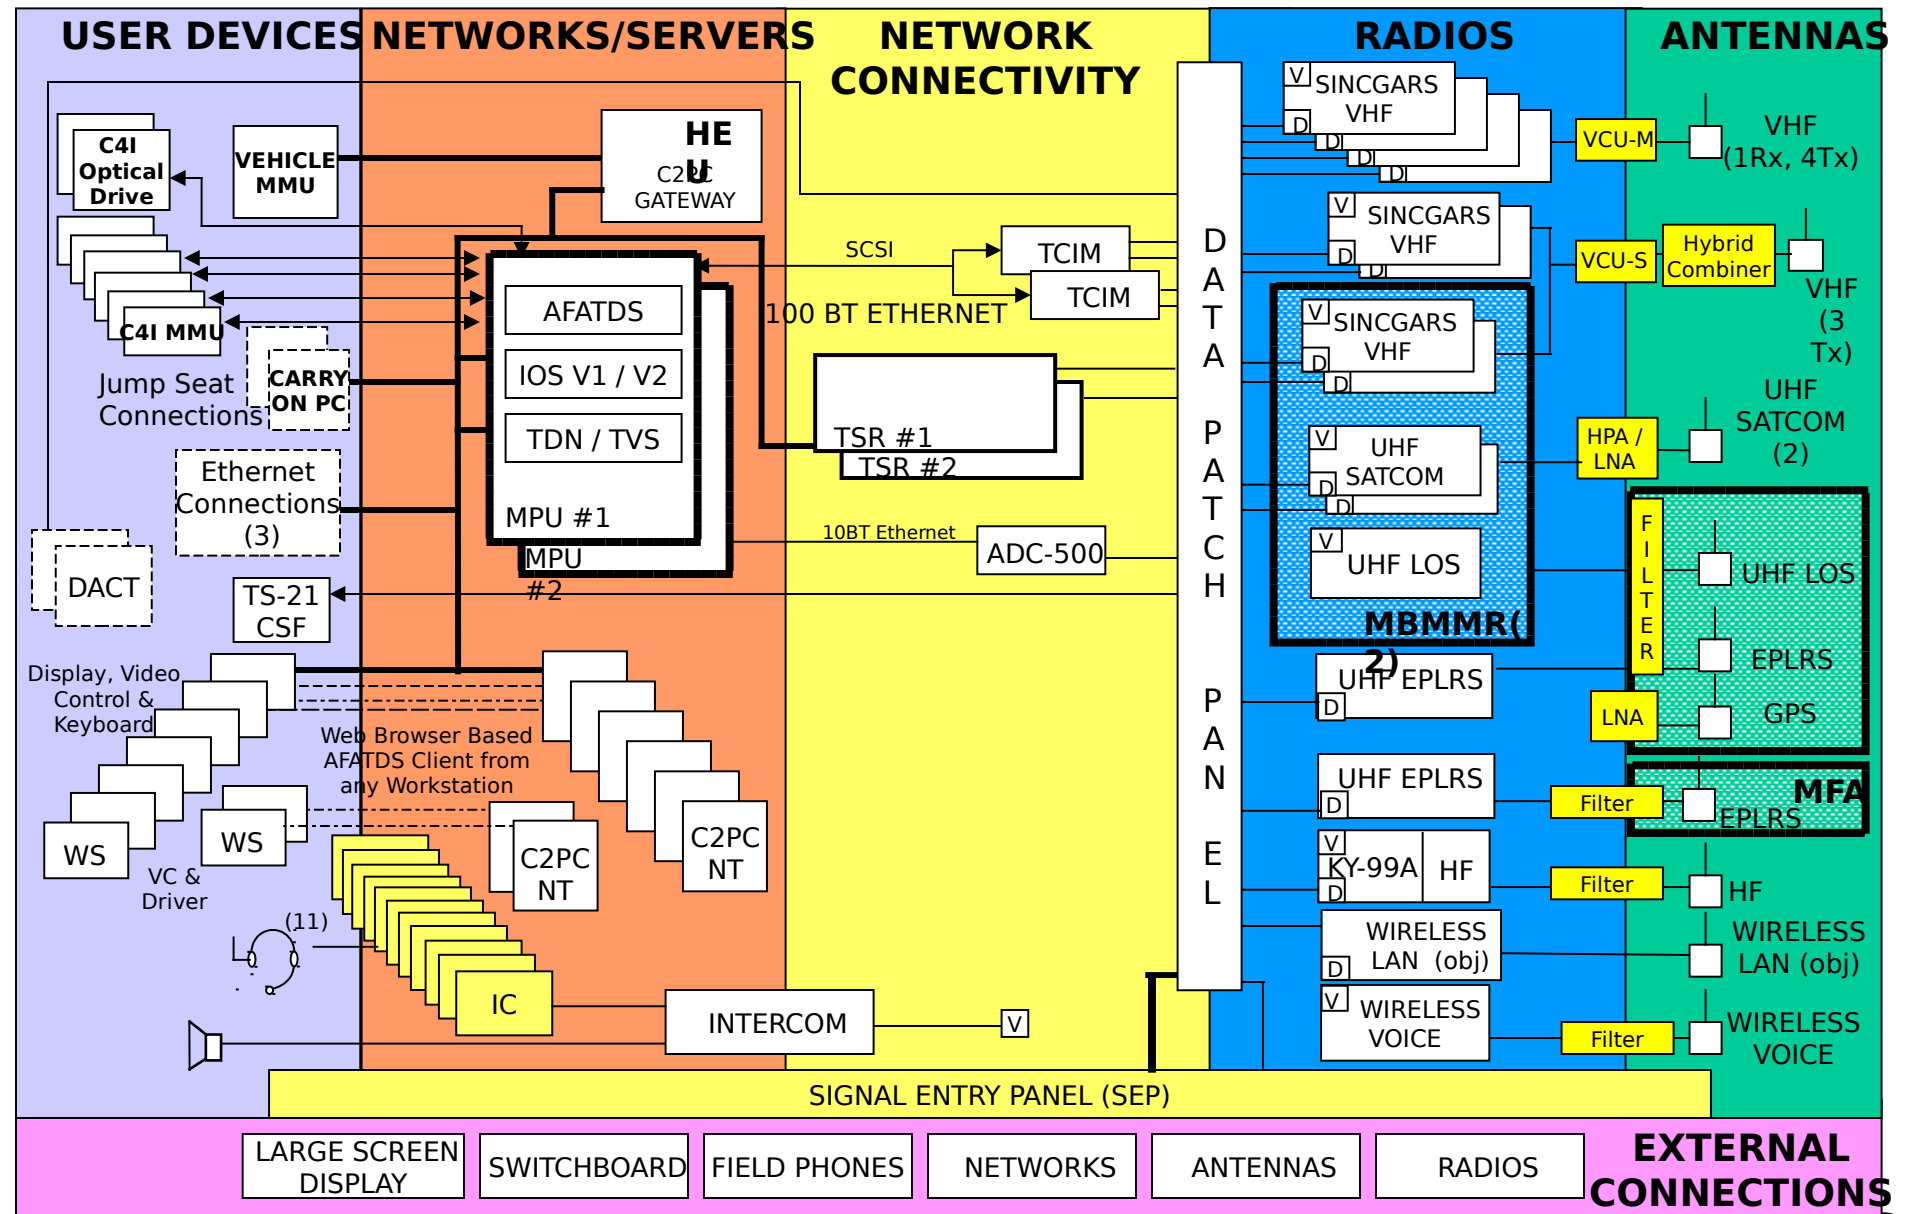 USER DEVICES
NETWORKS/SERVERS
NETWORK
CONNECTIVITY
RADIOS
ANTENNAS
C4I
Optical
Drive
VEHICLE
MMU
C4I MMU
Jump Seat
Connections
CARRY
ON PC
Ethernet
Connections
(3)
DACT
TS-21
CSF
Display, Video
Control &
Keyboard
WS
WS
VC &
Driver
(11)
HE
U
C2PC
GATEWAY
AFATDS
IOS V1 / V2
TDN / TVS
MPU #1
MPU
#2
Web Browser Based
AFATDS Client from
any Workstation
C2PC
NT
C2PC
NT
IC
INTERCOM
V
SCSI
TCIM
TCIM
100 BT ETHERNET
TSR #1
TSR #2
10BT Ethernet
ADC-500
D
A
T
A
P
A
T
C
H
P
A
N
E
L
V
SINCGARS
VHF
D
D
D
D
VCU-M
VHF
(1Rx, 4Tx)
V
SINCGARS
VHF
D
D
VCU-S
Hybrid
Combiner
VHF
(3
Tx)
V
SINCGARS
VHF
D
D
V
UHF
SATCOM
D
D
HPA /
LNA
UHF
SATCOM
(2)
V
UHF LOS
MBMMR(
2)
F
I
L
T
E
R
UHF LOS
EPLRS
UHF EPLRS
D
LNA
GPS
UHF EPLRS
D
Filter
MFA
EPLRS
V
KY-99A
D
HF
Filter
HF
WIRELESS
LAN (obj)
D
WIRELESS
LAN (obj)
V
WIRELESS
VOICE
Filter
WIRELESS
VOICE
SIGNAL ENTRY PANEL (SEP)
LARGE SCREEN
DISPLAY
SWITCHBOARD
FIELD PHONES
NETWORKS
ANTENNAS
RADIOS
EXTERNAL
CONNECTIONS